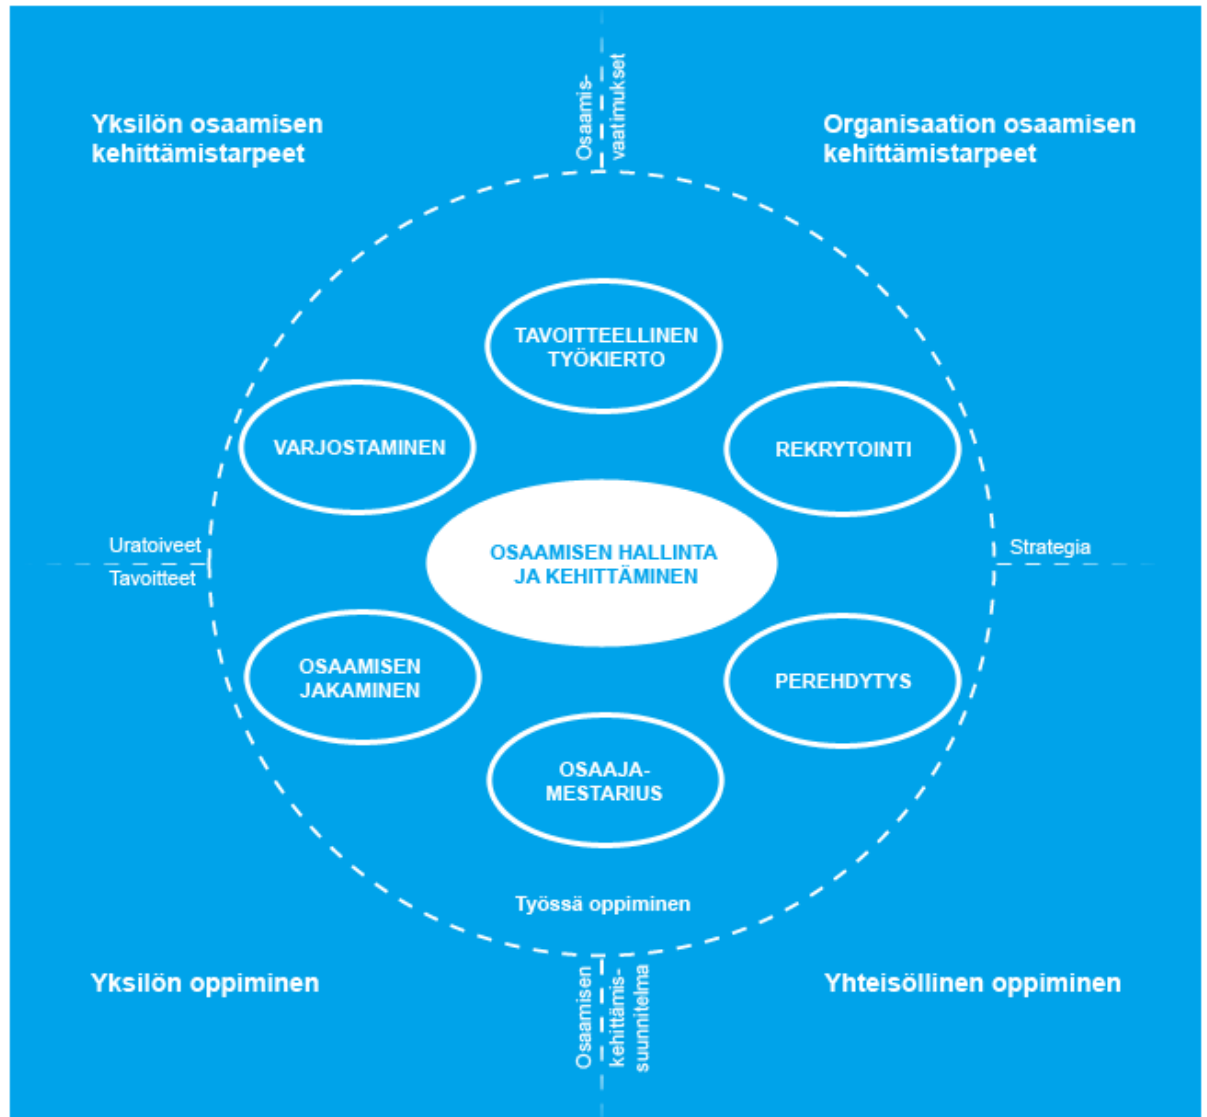 Osaamis-
vaatimukset
Yksilön osaamisen
kehittämistarpeet
Organisaation osaamisen
kehittämistarpeet
TAVOITTEELLINEN
TYÖKIERTO
VARJOSTAMINEN
REKRYTOINTI
Uratoiveet
Tavoitteet
OSAAMISEN HALLINTA
JA KEHITTÄMINEN
Strategia
OSAAMISEN
JAKAMINEN
PEREHDYTYS
OSAAJA-
MESTARIUS
Työssä oppiminen
Yksilön oppiminen
Yhteisöllinen oppiminen
Osaamisen
kehittämis-
suunnitelma